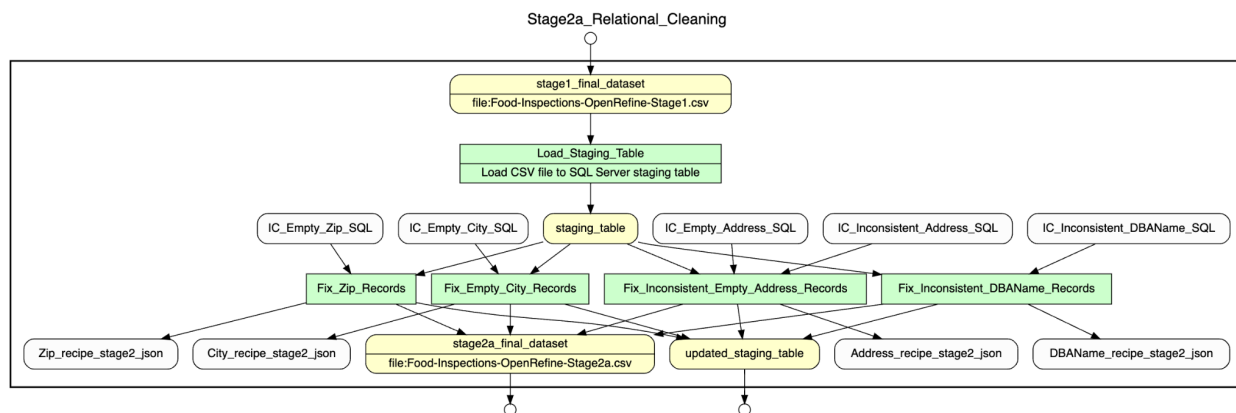 Stage2a_Relational_Cleaning
stage1_final_dataset
file:Food-Inspections-OpenRefine-Stage1.csv
Load_Staging_Table
Load CSV file to SQL Server staging table
IC_Empty_Zip_SQL
IC_Empty_City_SQL
staging_table
IC_Empty_Address_SQL
IC_Inconsistent_Address_SQL
IC_Inconsistent_DBAName_SQL
Fix_Zip_Records
Fix_Empty_City_Records
Fix_Inconsistent_Empty_Address_Records
Fix_Inconsistent_DBAName_Records
Zip_recipe_stage2_json
City_recipe_stage2_json
stage2a_final_dataset
file:Food-Inspections-OpenRefine-Stage2a.csv
updated_staging_table
Address_recipe_stage2_json
DBAName_recipe_stage2_json